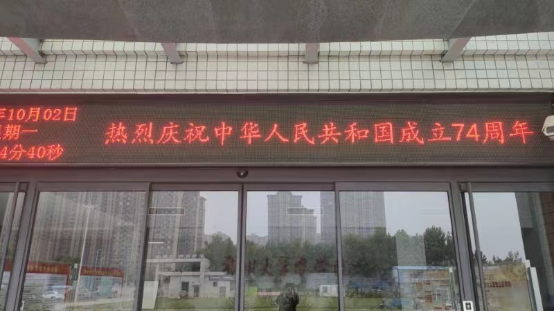 年10月02日
星期一
4分40秒
热烈庆祝中华人民共和国成立74周年